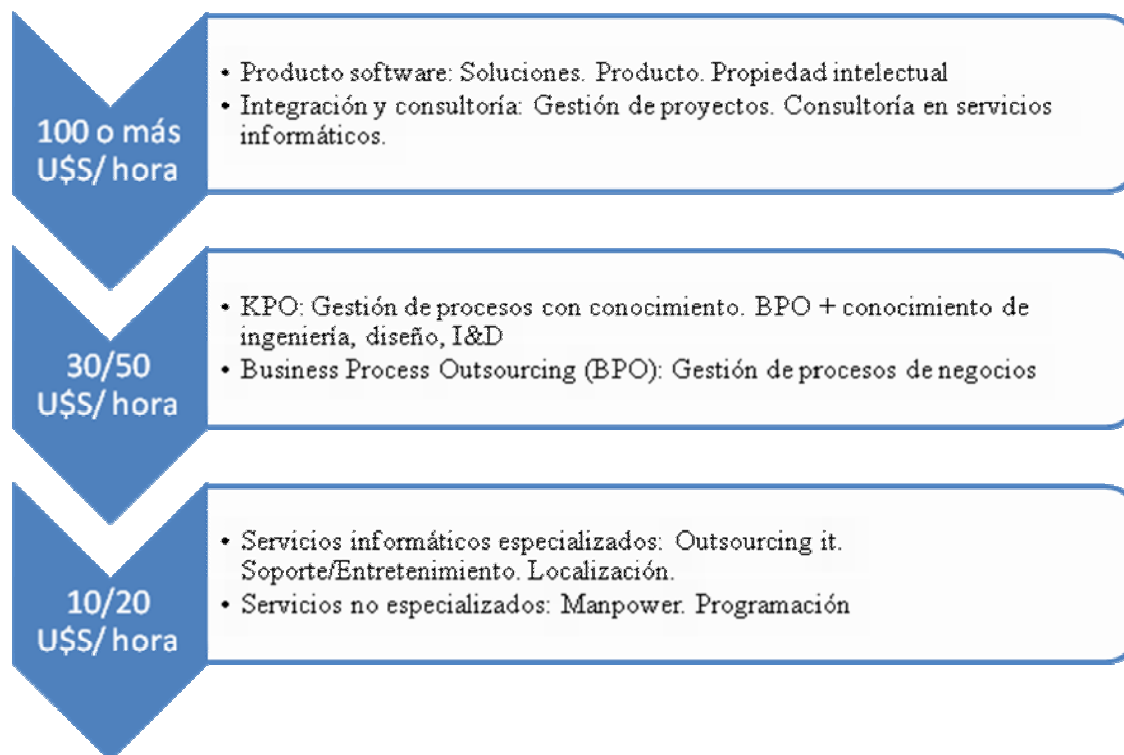 100 o más
U$S/ hora
• Producto software: Soluciones. Producto. Propiedad intelectual
• Integración y consultoría: Gestión de proyectos. Consultoría en servicios
informáticos.
30/50
U$S/ hora
• KPO: Gestión de procesos con conocimiento. BPO + conocimiento de
ingeniería, diseño, I&D
• Business Process Outsourcing (BPO): Gestión de procesos de negocios
10/20
U$S/ hora
• Servicios informáticos especializados: Outsourcing it.
Soporte/Entretenimiento. Localización.
• Servicios no especializados: Manpower. Programación